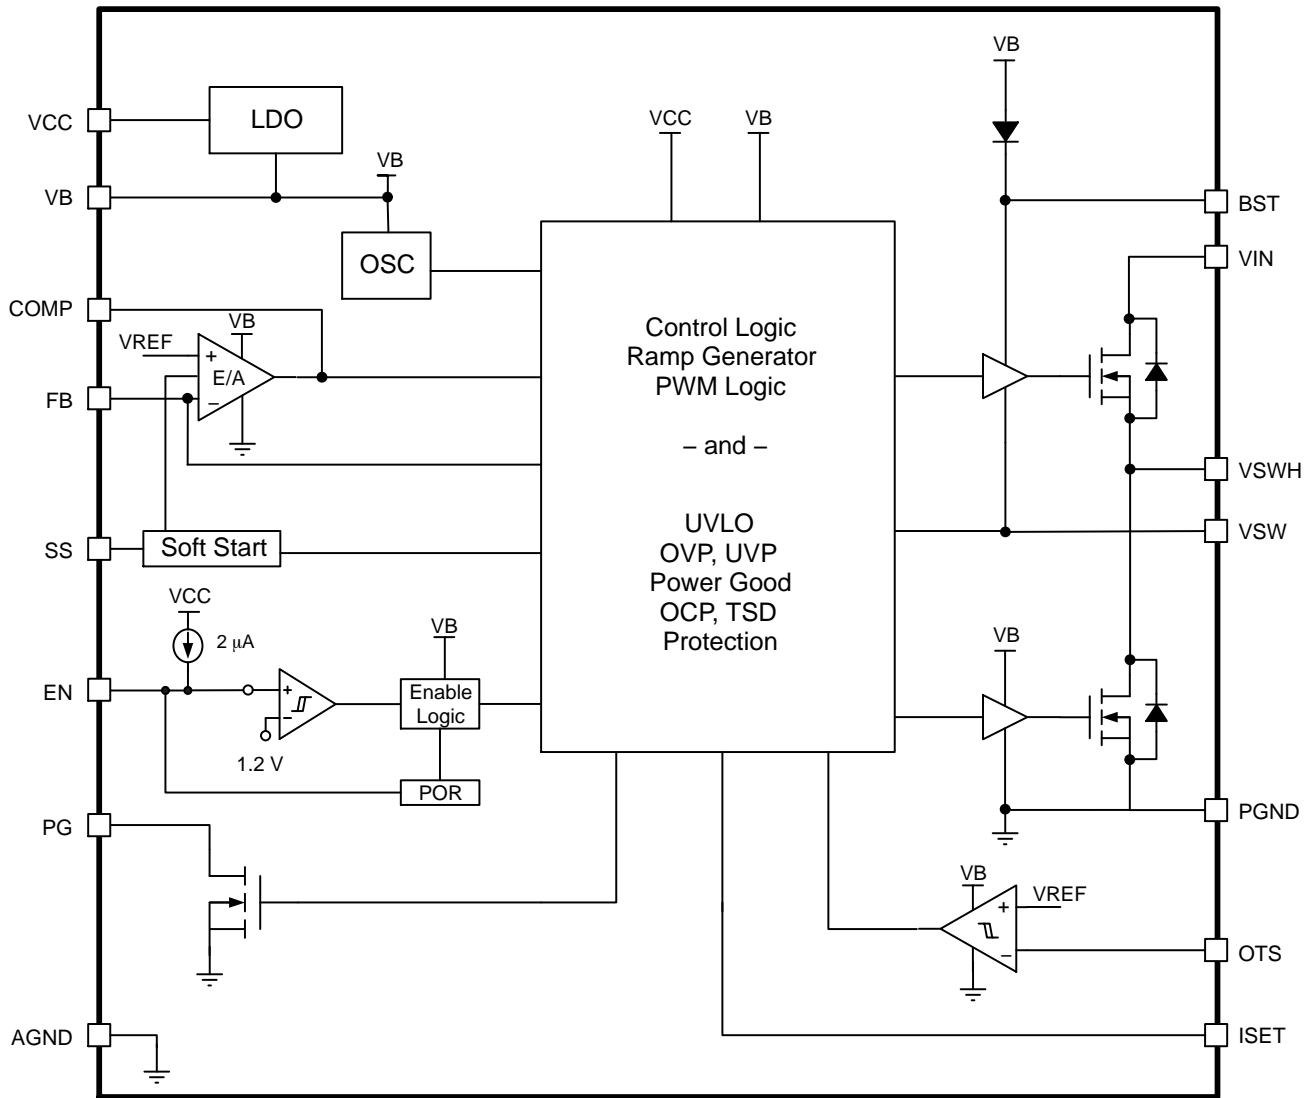 VB
VCC
LDO
VCC
VB
VB
VB
BST
OSC
VIN
COMP
VB
VREF
+
E/A
−
FB
Control Logic
Ramp Generator
PWM Logic
– and –
UVLO
OVP, UVP
Power Good
OCP, TSD
Protection
VSWH
VSW
SS
Soft Start
VCC
2 μA
VB
VB
EN
+
−
Enable
Logic
1.2 V
POR
PG
PGND
VB
VREF
+
−
OTS
AGND
ISET